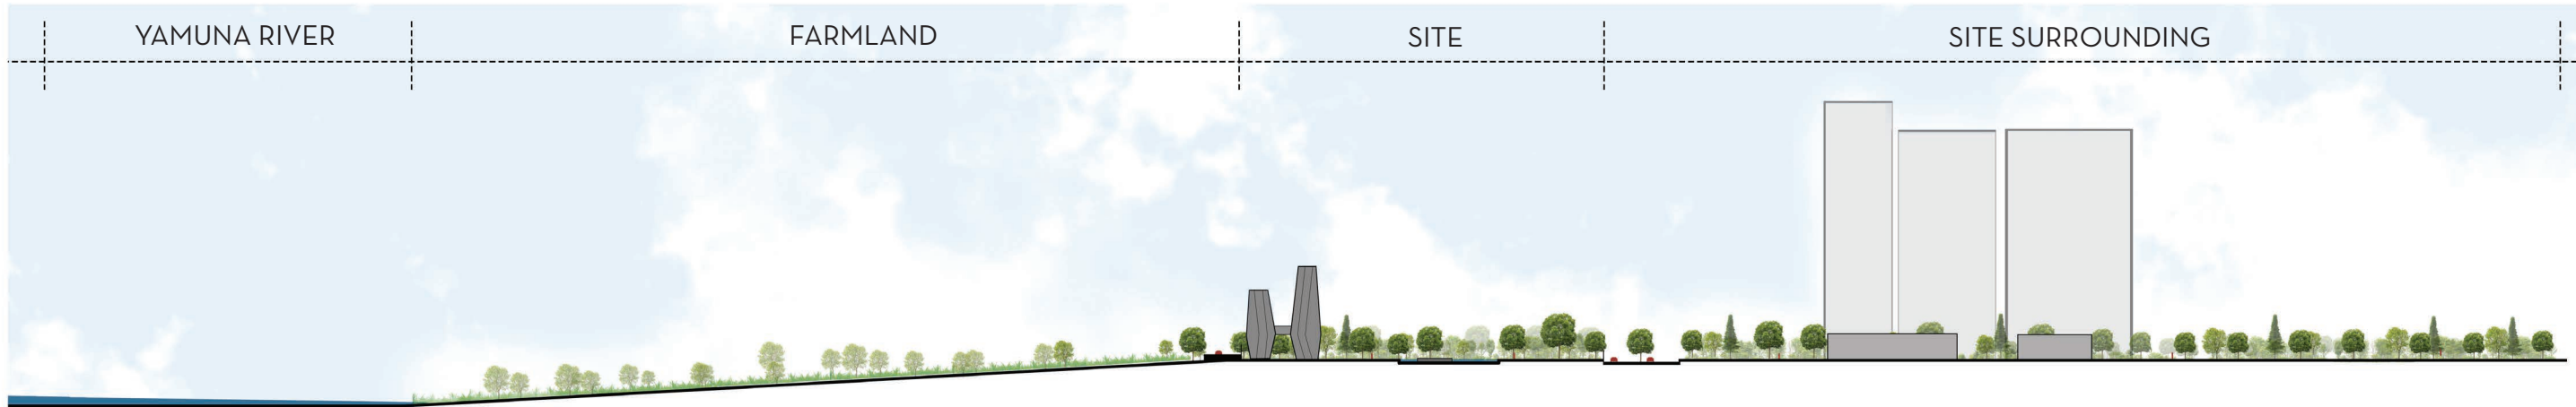 YAMUNA RIVER
FARMLAND
SITE
SITE SURROUNDING